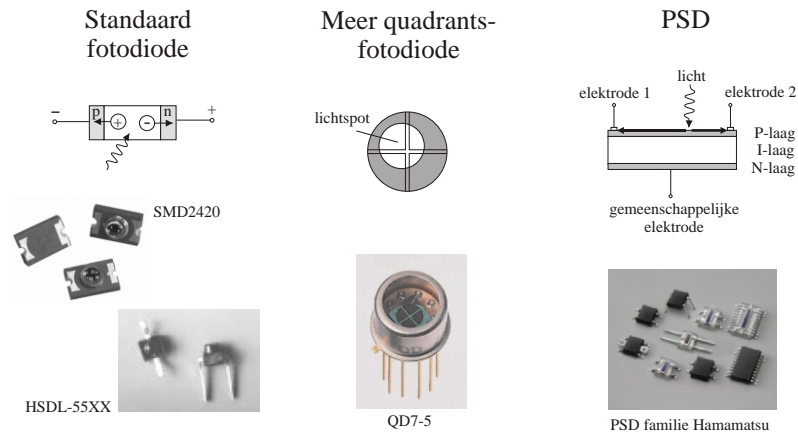 Standaard
fotodiode
Meer quadrants-
fotodiode
PSD
−
p
+
−
n
+
lichtspot
licht
elektrode 1
elektrode 2
P-laag
I-laag
N-laag
gemeenschappelijke
elektrode
SMD2420
HSDL-55XX
QD7-5
PSD familie Hamamatsu